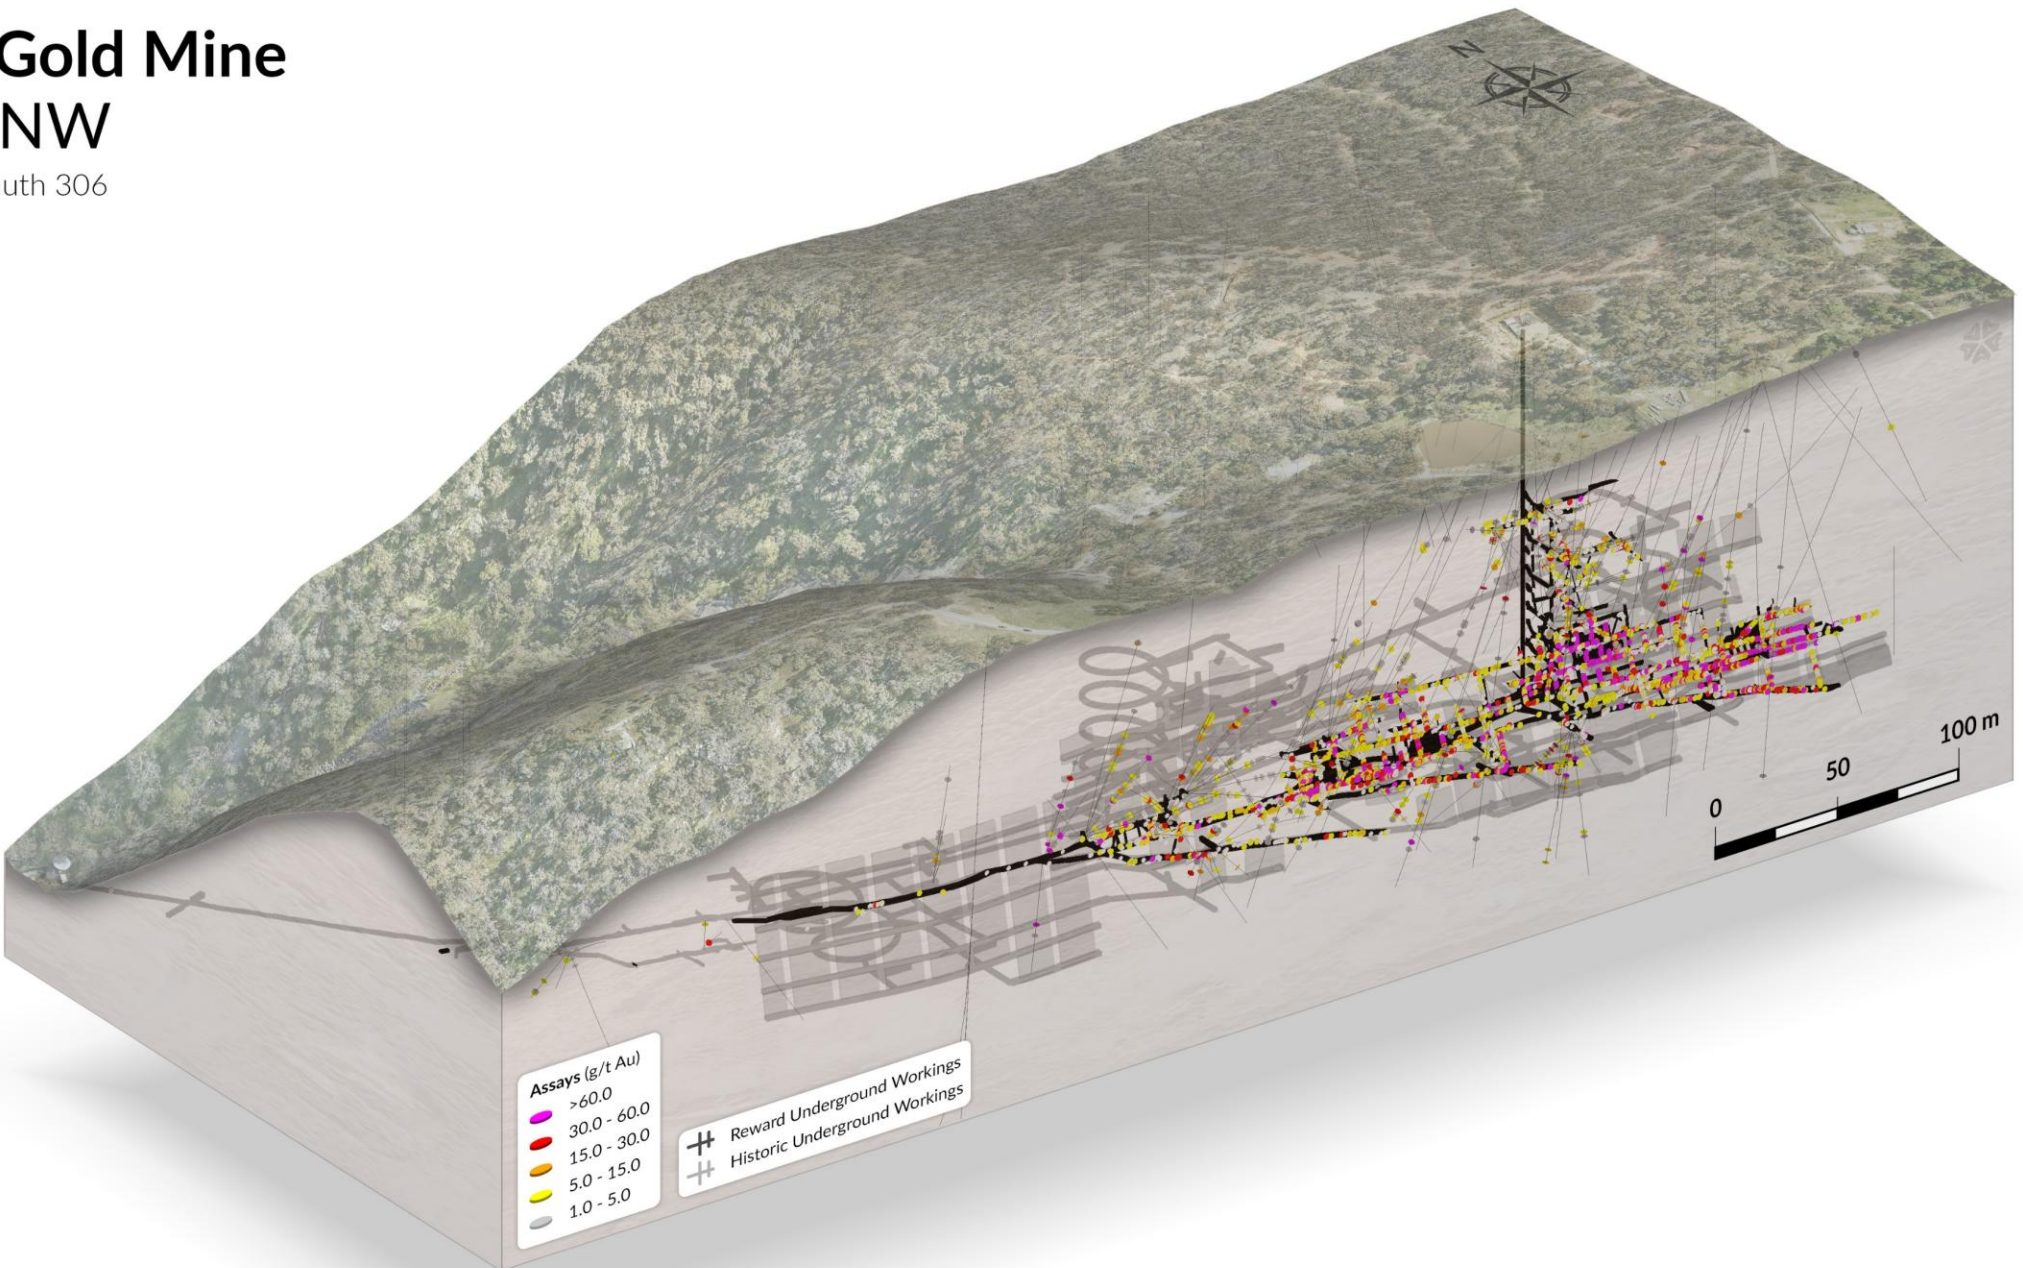 Gold Mine
NW
uth 306
N
100 m
50
0
Assays (g/t Au)
>60.0
30.0 - 60.0
15.0 - 30.0
5.0 - 15.0
1.0 - 5.0
Reward Underground Workings
Historic Underground Workings